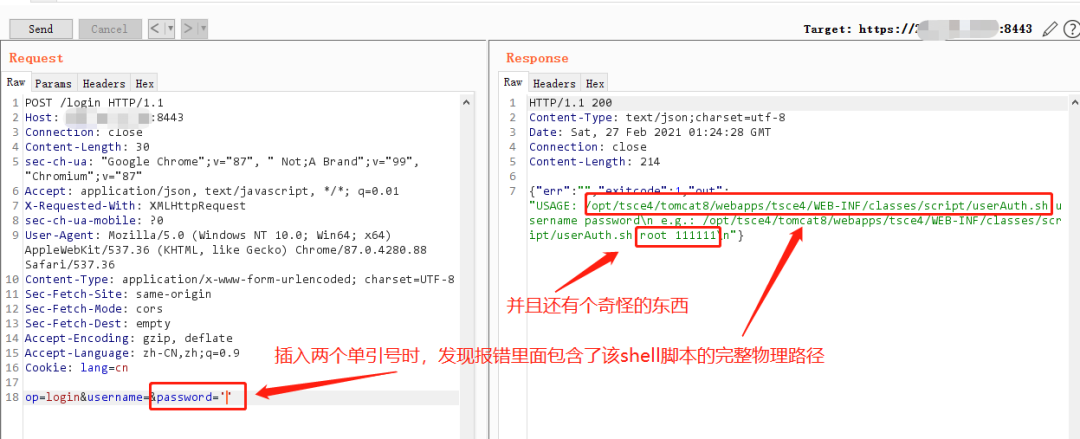 Send Cancel < | ▾ > | ▾ Target: https://2 :8443
Request
Raw Params Headers Hex
1 POST /login HTTP/1.1
2 Host: :8443
3 Connection: close
4 Content-Length: 30
5 sec-ch-ua: "Google Chrome";v="87", " Not;A Brand";v="99",
"Chromium";v="87"
6 Accept: application/json, text/javascript, */*; q=0.01
7 X-Requested-With: XMLHttpRequest
8 sec-ch-ua-mobile: ?0
9 User-Agent: Mozilla/5.0 (Windows NT 10.0; Win64; x64)
AppleWebKit/537.36 (KHTML, like Gecko) Chrome/87.0.4280.88
Safari/537.36
10 Content-Type: application/x-www-form-urlencoded; charset=UTF-8
11 Sec-Fetch-Site: same-origin
12 Sec-Fetch-Mode: cors
13 Sec-Fetch-Dest: empty
14 Accept-Encoding: gzip, deflate
15 Accept-Language: zh-CN,zh;q=0.9
16 Cookie: lang=cn
17
18 op=login&username=&password=''
Response
Raw Headers Hex
1 HTTP/1.1 200
2 Content-Type: text/json;charset=utf-8
3 Date: Sat, 27 Feb 2021 01:24:28 GMT
4 Connection: close
5 Content-Length: 214
6
7 {"err":"","exitcode":1,"out":
"USAGE: /opt/tsce4/tomcat8/webapps/tsce4/WEB-INF/classes/script/userAuth.sh u
sername password\n e.g.: /opt/tsce4/tomcat8/webapps/tsce4/WEB-INF/classes/scr
ipt/userAuth.sh root 111111\n"}
并且还有个奇怪的东西
插入两个单引号时，发现报错里面包含了该shell脚本的完整物理路径